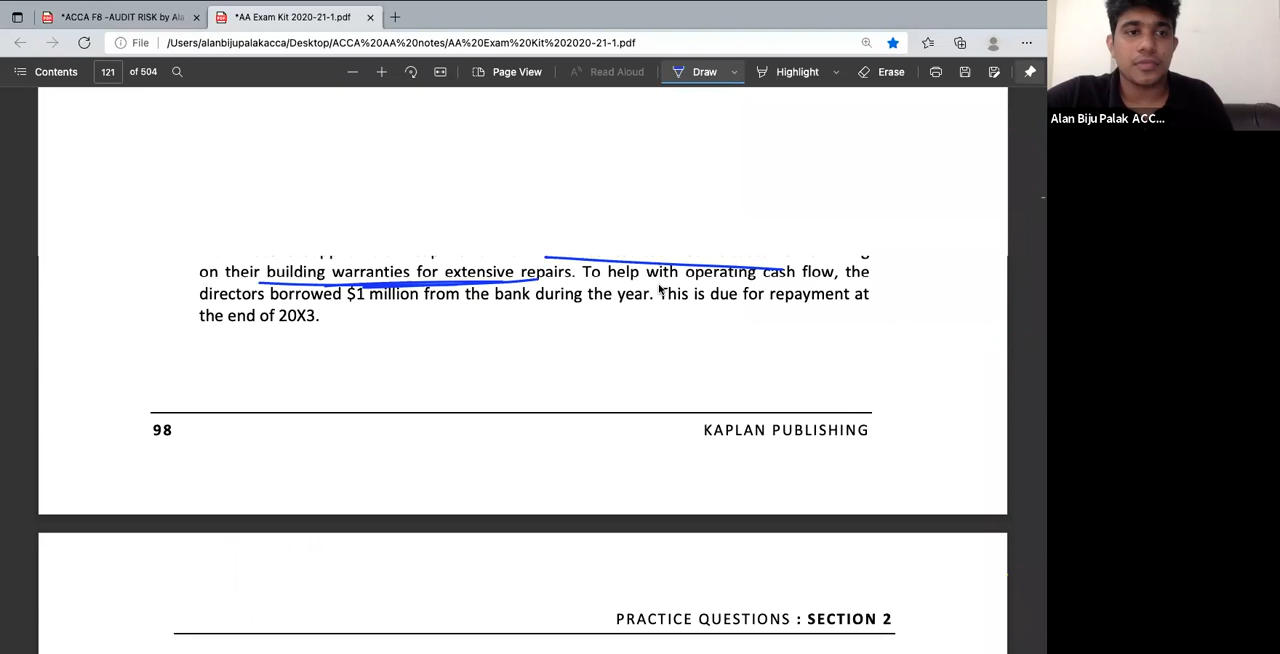 *ACCA F8 -AUDIT RISK by Ala
*AA Exam Kit 2020-21-1.pdf
File /Users/alanbijupalakacca/Desktop/ACCA%20AA%20notes/AA%20Exam%20Kit%202020-21-1.pdf
Contents 121 of 504 Page View Read Aloud Draw Highlight Erase
Alan Biju Palak ACC...
on their building warranties for extensive repairs. To help with operating cash flow, the
directors borrowed $1 million from the bank during the year. This is due for repayment at
the end of 20X3.
98 KAPLAN PUBLISHING
PRACTICE QUESTIONS : SECTION 2